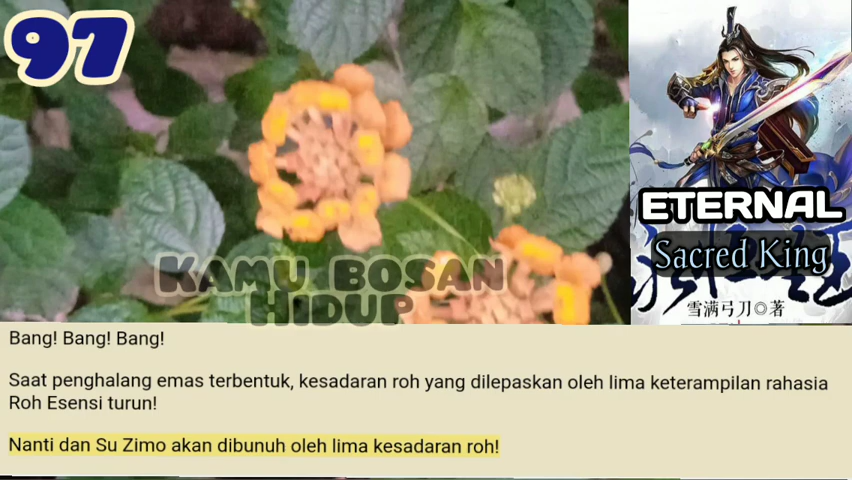 97
ETERNAL
Sacred King
雪满弓刀◎著
KAMU BOSAN
HIDUP
Bang! Bang! Bang!
Saat penghalang emas terbentuk, kesadaran roh yang dilepaskan oleh lima keterampilan rahasia
Roh Esensi turun!
Nanti dan Su Zimo akan dibunuh oleh lima kesadaran roh!